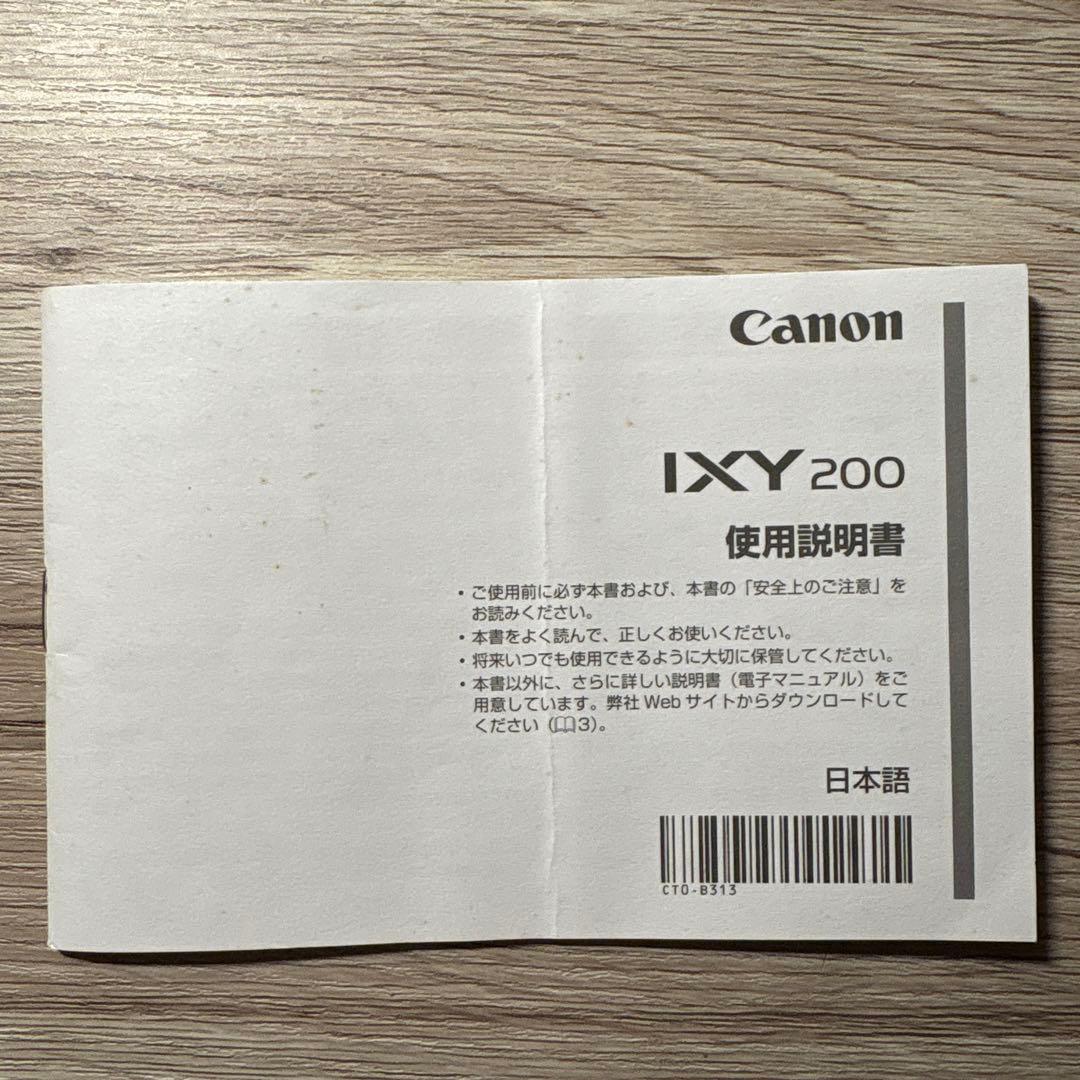 Canon
IXY 200
使用説明書
・ご使用前に必ず本書および、本書の「安全上のご注意」を
お読みください。
・本書をよく読んで、正しくお使いください。
・将来いつでも使用できるように大切に保管してください。
・本書以外に、さらに詳しい説明書（電子マニュアル）をご
用意しています。弊社 Web サイトからダウンロードして
ください（📖3）。
日本語
CT0-B313